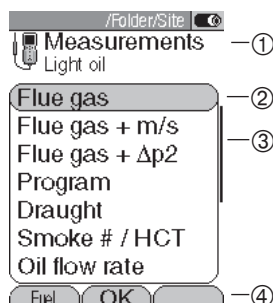 /Folder/Site
Measurements ①
Light oil
Flue gas ②
Flue gas + m/s
Flue gas + Δp2 ③
Program
Draught
Smoke # / HCT
Oil flow rate
Fuel OK ④